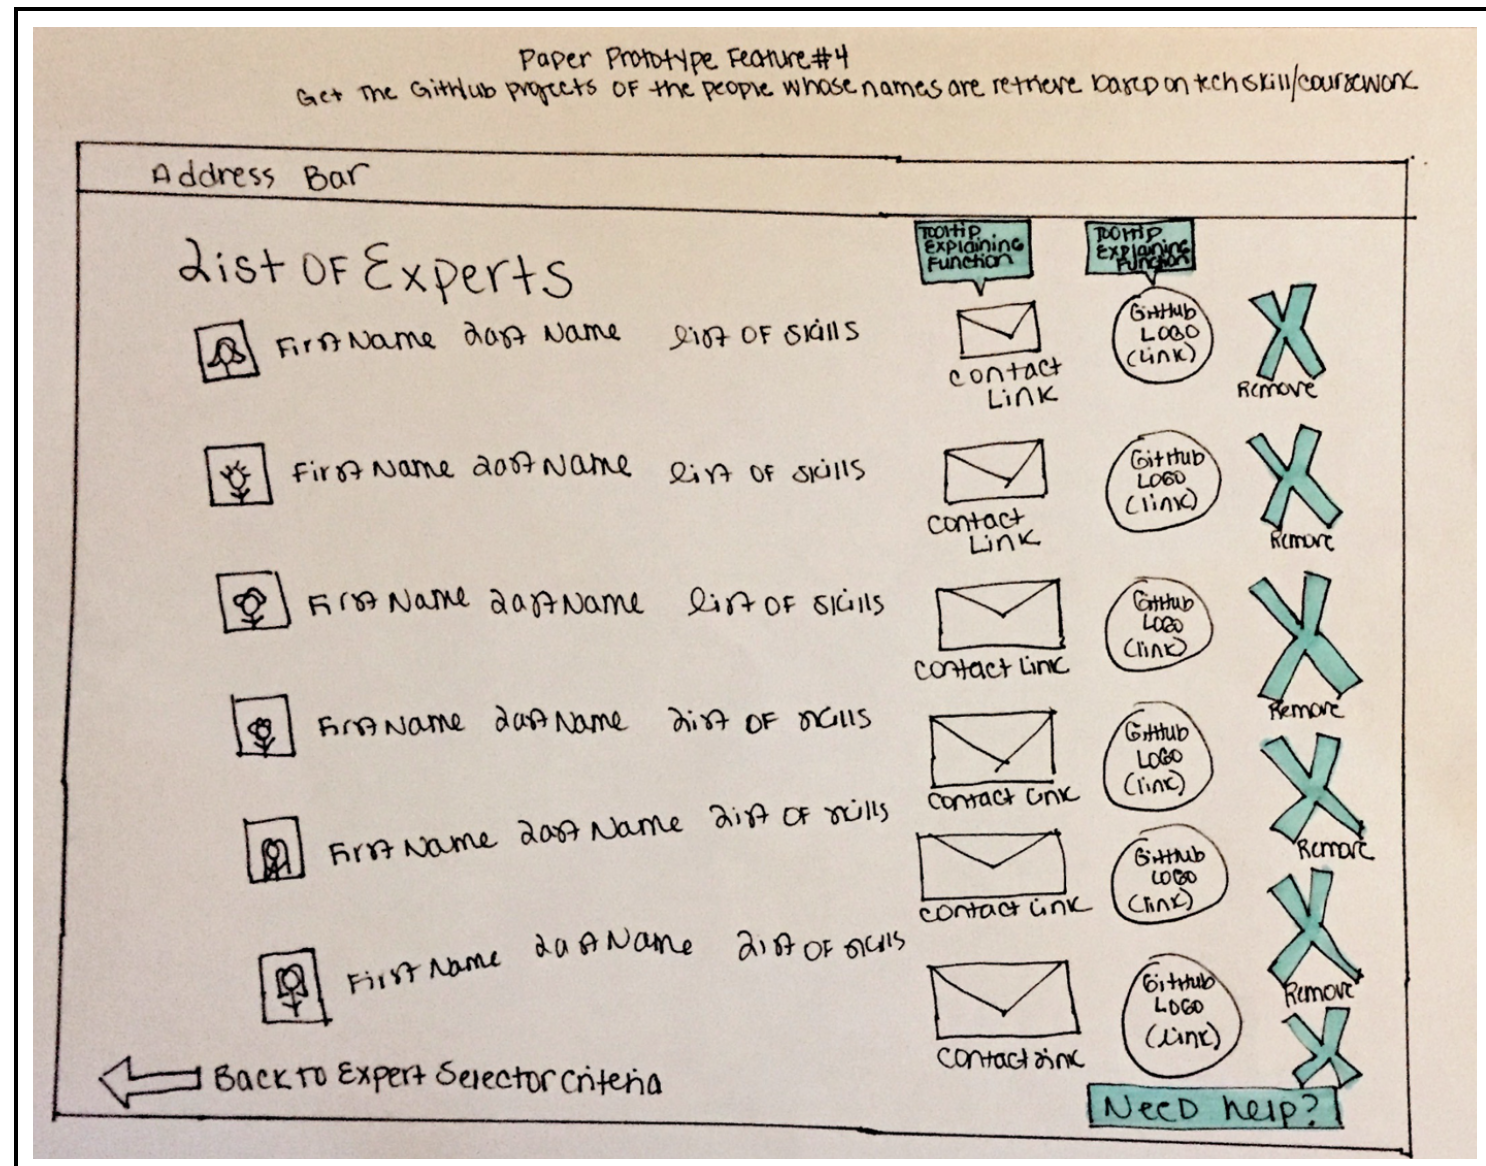 Paper Prototype Feature#4
Get The GitHub projects of the people whose names are retrieve based on tech skill/coursework
Address Bar
List of Experts
Tooltip
Explaining
Function
Tooltip
Explaining
Function
First Name Last Name list of skills
Contact
Link
GitHub
LOGO
(Link)
Remove
First Name Last Name list of skills
Contact
Link
GitHub
LOGO
(link)
Remove
First Name Last Name list of skills
Contact Link
GitHub
LOGO
(link)
Remove
First Name Last Name List of skills
Contact Link
GitHub
LOGO
(link)
Remove
First Name Last Name List of skills
Contact Link
GitHub
LOGO
(link)
Remove
First Name Last Name List of skills
Contact Link
GitHub
LOGO
(Link)
Back to Expert Selector Criteria
Need help?